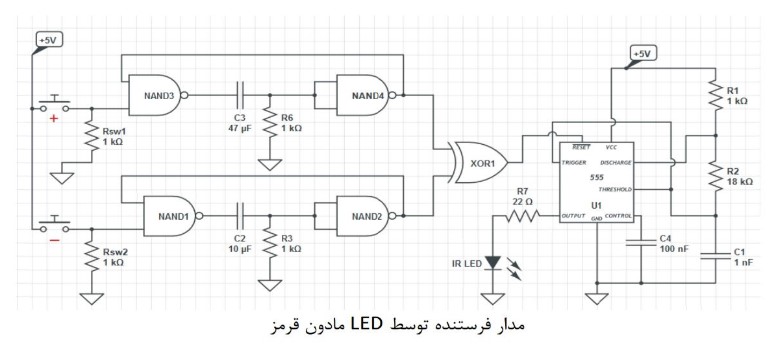 +5V
+5V
NAND3
NAND4
R1
1 kΩ
+
C3
47 μF
R6
1 kΩ
Rsw1
1 kΩ
XOR1
RESET VCC
TRIGGER DISCHARGE
555
THRESHOLD
U1
OUTPUT GND CONTROL
R2
18 kΩ
R7
22 Ω
NAND1
NAND2
−
C2
10 μF
R3
1 kΩ
Rsw2
1 kΩ
IR LED
C4
100 nF
C1
1 nF
مدار فرستنده توسط LED مادون قرمز